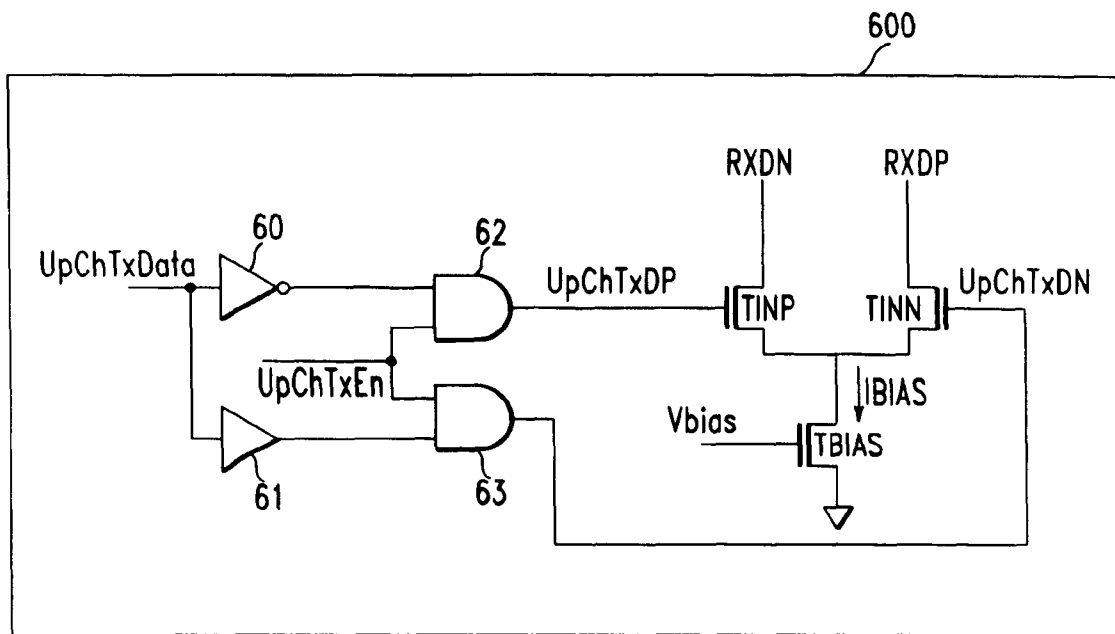 600
RXDN RXDP
60
62
UpChTxData
UpChTxDP
UpChTxDN
TINP TINN
UpChTxEn
IBIAS
Vbias
TBIAS
61
63